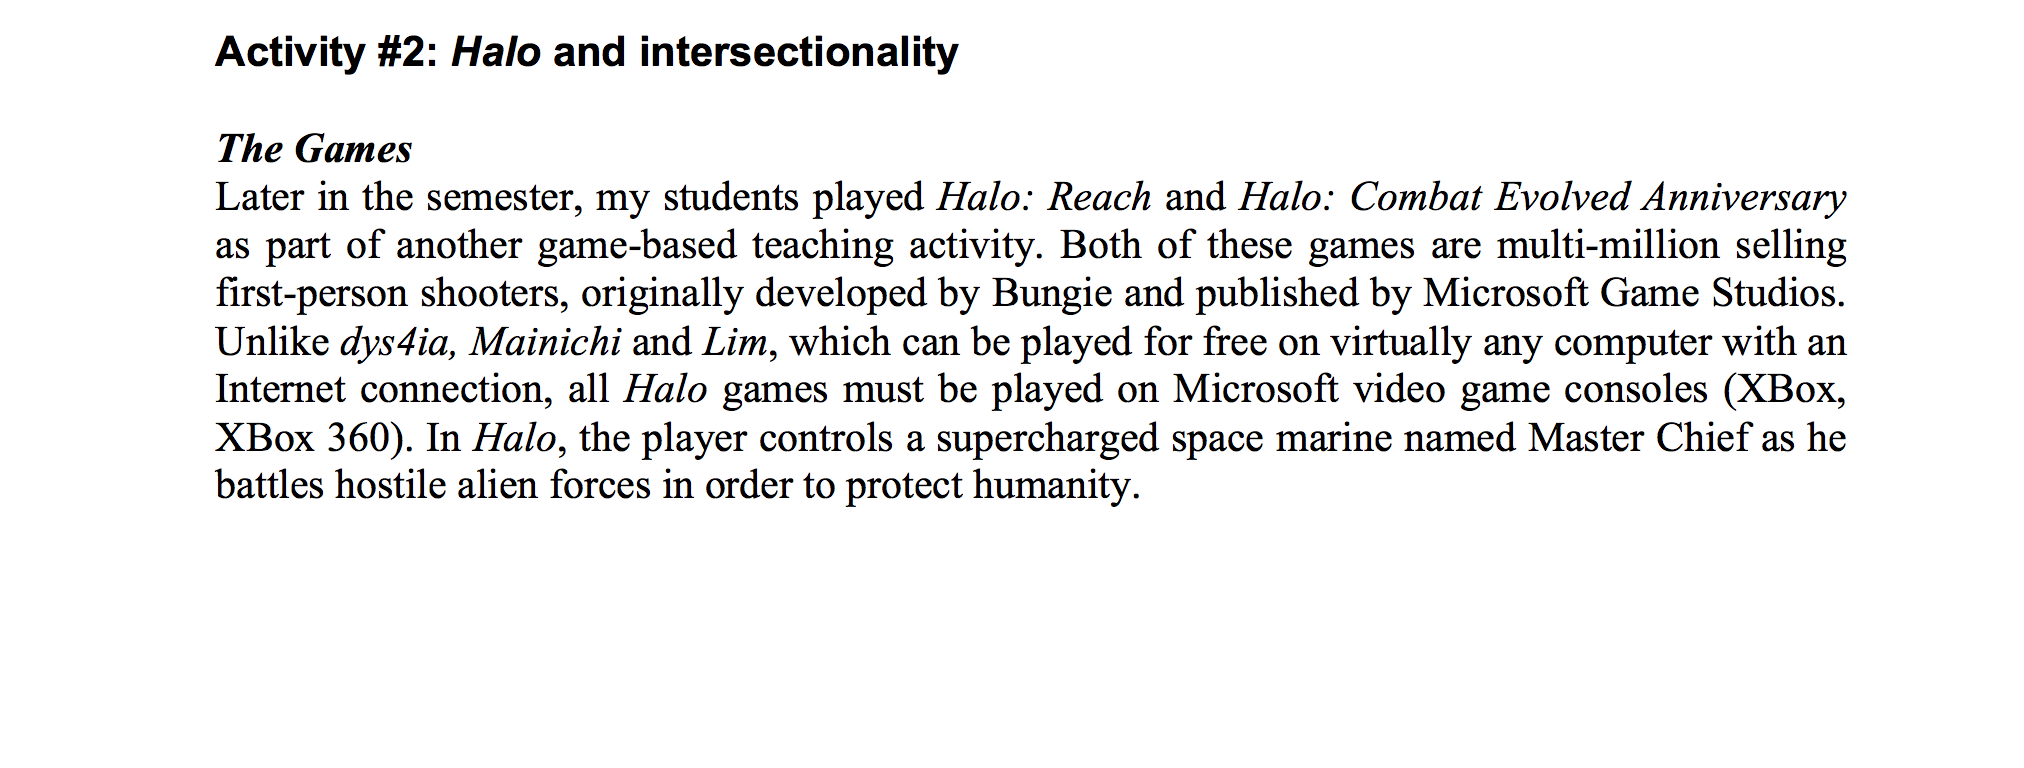 Activity #2: Halo and intersectionality
The Games
Later in the semester, my students played Halo: Reach and Halo: Combat Evolved Anniversary
as part of another game-based teaching activity. Both of these games are multi-million selling
first-person shooters, originally developed by Bungie and published by Microsoft Game Studios.
Unlike dys4ia, Mainichi and Lim, which can be played for free on virtually any computer with an
Internet connection, all Halo games must be played on Microsoft video game consoles (XBox,
XBox 360). In Halo, the player controls a supercharged space marine named Master Chief as he
battles hostile alien forces in order to protect humanity.